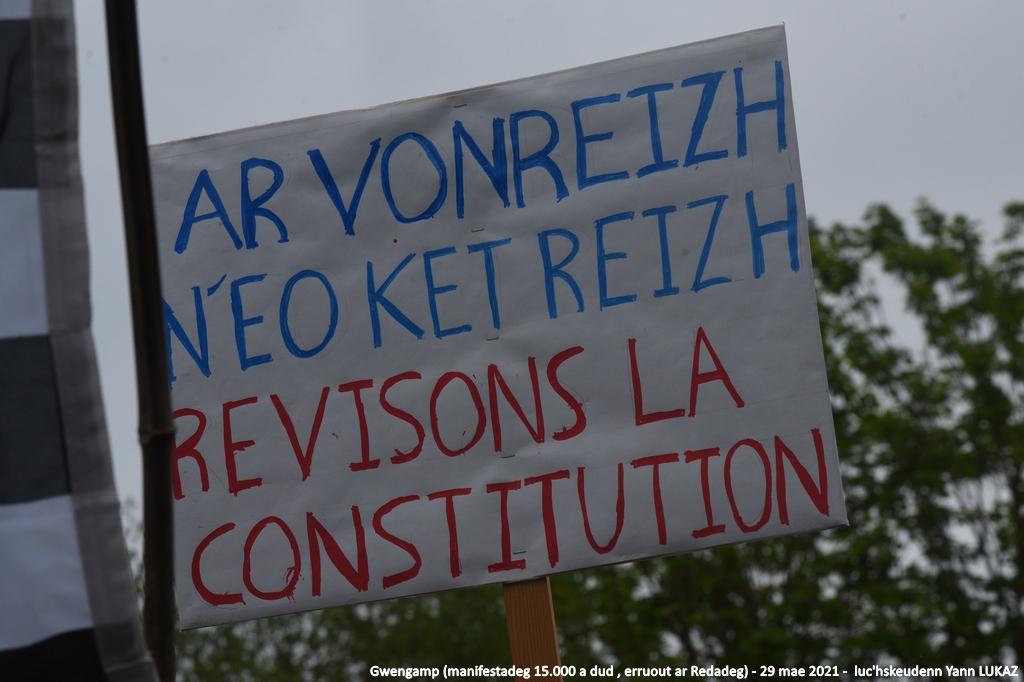 AR VONREIZH
N'EO KET REIZH
REVISONS LA
CONSTITUTION
Gwengamp (manifestadeg 15.000 a dud , erruout ar Redadeg) - 29 mae 2021 - luc'hskeudenn Yann LUKAZ